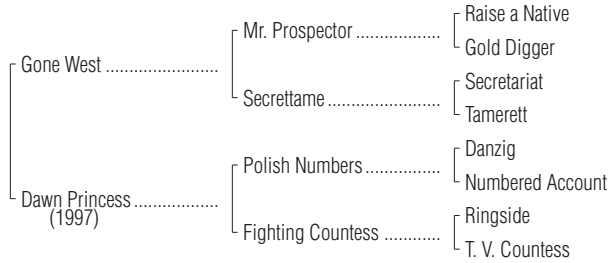 Raise a Native
Mr. Prospector ..................
Gold Digger
Gone West ........................
Secretariat
Secrettame ........................
Tamerett
Danzig
Polish Numbers ................
Numbered Account
Dawn Princess ..................
(1997)
Ringside
Fighting Countess ............
T. V. Countess